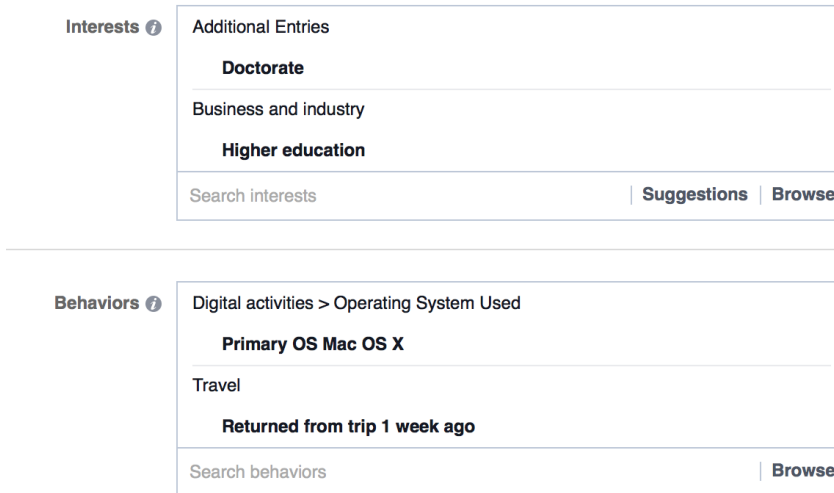 Interests
Additional Entries
Doctorate
Business and industry
Higher education
Search interests | Suggestions | Browse
Behaviors
Digital activities > Operating System Used
Primary OS Mac OS X
Travel
Returned from trip 1 week ago
Search behaviors | Browse